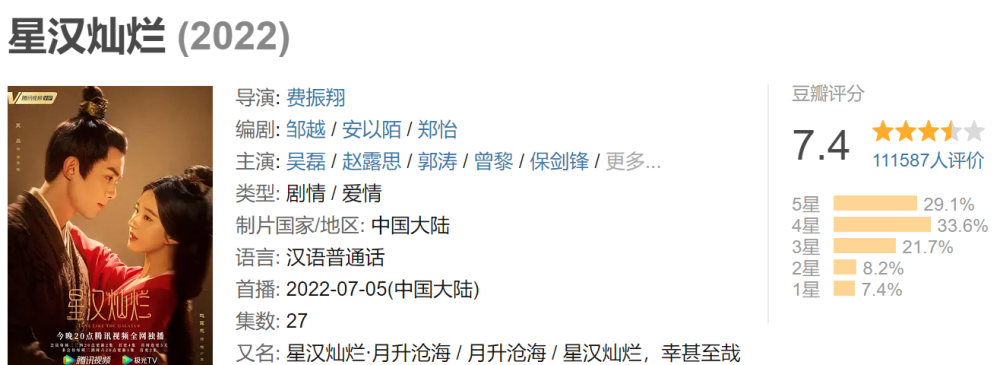 星汉灿烂 (2022)
腾讯视频
星汉灿烂
今晚20点腾讯视频全网独播
腾讯视频 极光TV
导演: 费振翔
编剧: 邹越 / 安以陌 / 郑怡
主演: 吴磊 / 赵露思 / 郭涛 / 曾黎 / 保剑锋 / 更多...
类型: 剧情 / 爱情
制片国家/地区: 中国大陆
语言: 汉语普通话
首播: 2022-07-05(中国大陆)
集数: 27
又名: 星汉灿烂·月升沧海 / 月升沧海 / 星汉灿烂，幸甚至哉
豆瓣评分
7.4
111587人评价
5星 29.1%
4星 33.6%
3星 21.7%
2星 8.2%
1星 7.4%